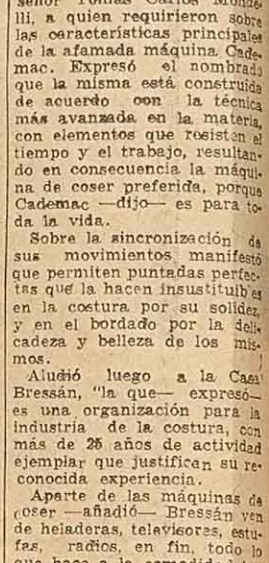 señor Tomás Carlos Monde
lli, a quien requirieron sobre
las características principales
de la afamada máquina Cade-
mac. Expresó el nombrado
que la misma está construida
de acuerdo con la técnica
más avanzada en la materia,
con elementos que resisten el
tiempo y el trabajo, resultan-
do en consecuencia la máqui-
na de coser preferida, porque
Cademac —dijo— es para to-
da la vida.
Sobre la sincronización de
sus movimientos manifestó
que permiten puntadas perfec-
tas que la hacen insustituibles
en la costura por su solidez,
y en el bordado por la deli-
cadeza y belleza de los mis-
mos.
Aludió luego a la Casa
Bressán, "la que— expresó—
es una organización para la
industria de la costura, con
más de 25 años de actividad
ejemplar que justifican su re-
conocida experiencia.
Aparte de las máquinas de
coser —añadió— Bressán ven
de heladeras, televisores, estu-
fas, radios, en fin, todo lo
que hace a la comodidad